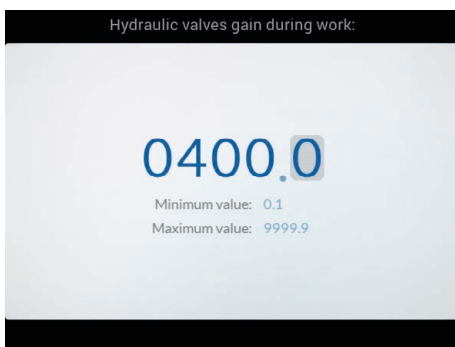 Hydraulic valves gain during work:
0400.0
Minimum value: 0.1
Maximum value: 9999.9